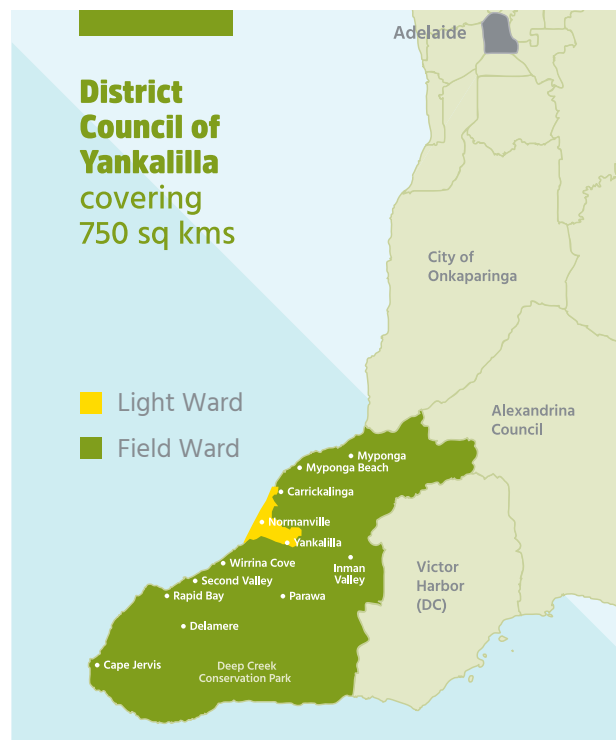 Adelaide
District
Council of
Yankalilla
covering
750 sq kms
City of
Onkaparinga
Light Ward
Field Ward
Alexandrina
Council
Myponga
Myponga Beach
Carrickalinga
Normanville
Yankalilla
Wirrina Cove
Inman
Valley
Second Valley
Rapid Bay
Parawa
Victor
Harbor
(DC)
Delamere
Cape Jervis
Deep Creek
Conservation Park